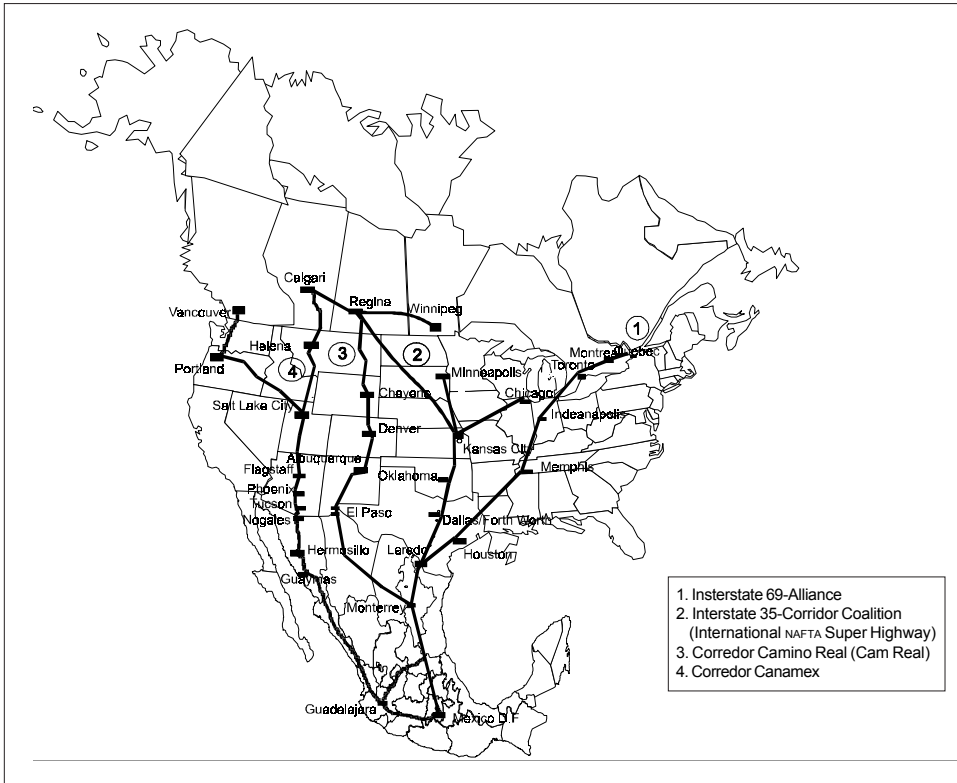 1
Calgari
Regina
Winnipeg
Vancouver
Helena
3
2
Montreal
Quebec
Toronto
Portland
4
Minneapolis
Chayene
Chicago
Salt Lake City
Indeanapolis
Denver
Kansas City
Albuquerque
Flagstaff
Oklahoma
Memphis
Phoenix
Tucson
El Paso
Nogales
Dallas/Forth Worth
Hermosillo
Laredo
Houston
Guaymas
Monterrey
Guadalajara
Mexico D.F
1. Insterstate 69-Alliance
2. Interstate 35-Corridor Coalition
(International NAFTA Super Highway)
3. Corredor Camino Real (Cam Real)
4. Corredor Canamex